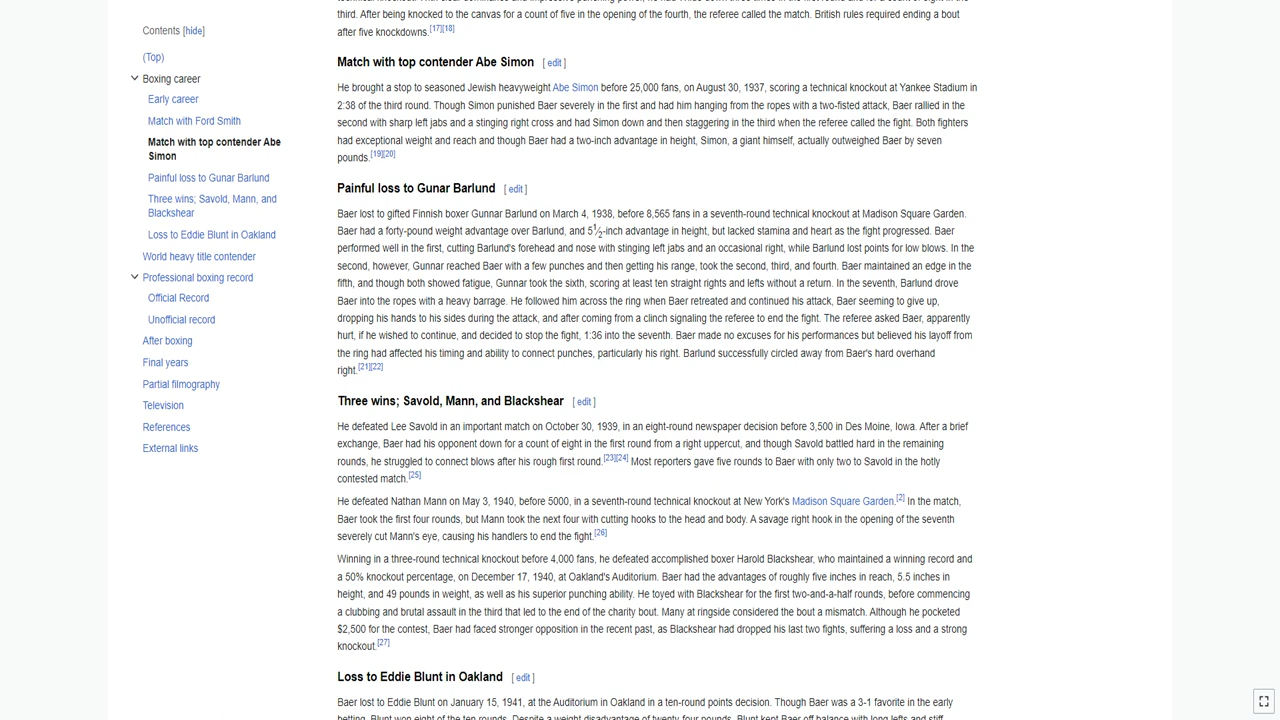 Contents [hide]
(Top)
Boxing career
Early career
Match with Ford Smith
Match with top contender Abe
Simon
Painful loss to Gunar Barlund
Three wins; Savold, Mann, and
Blackshear
Loss to Eddie Blunt in Oakland
World heavy title contender
Professional boxing record
Official Record
Unofficial record
After boxing
Final years
Partial filmography
Television
References
External links
third. After being knocked to the canvas for a count of five in the opening of the fourth, the referee called the match. British rules required ending a bout
after five knockdowns.[17][18]
Match with top contender Abe Simon [ edit ]
He brought a stop to seasoned Jewish heavyweight Abe Simon before 25,000 fans, on August 30, 1937, scoring a technical knockout at Yankee Stadium in
2:38 of the third round. Though Simon punished Baer severely in the first and had him hanging from the ropes with a two-fisted attack, Baer rallied in the
second with sharp left jabs and a stinging right cross and had Simon down and then staggering in the third when the referee called the fight. Both fighters
had exceptional weight and reach and though Baer had a two-inch advantage in height, Simon, a giant himself, actually outweighed Baer by seven
pounds.[19][20]
Painful loss to Gunar Barlund [ edit ]
Baer lost to gifted Finnish boxer Gunnar Barlund on March 4, 1938, before 8,565 fans in a seventh-round technical knockout at Madison Square Garden.
Baer had a forty-pound weight advantage over Barlund, and 5 1⁄2-inch advantage in height, but lacked stamina and heart as the fight progressed. Baer
performed well in the first, cutting Barlund's forehead and nose with stinging left jabs and an occasional right, while Barlund lost points for low blows. In the
second, however, Gunnar reached Baer with a few punches and then getting his range, took the second, third, and fourth. Baer maintained an edge in the
fifth, and though both showed fatigue, Gunnar took the sixth, scoring at least ten straight rights and lefts without a return. In the seventh, Barlund drove
Baer into the ropes with a heavy barrage. He followed him across the ring when Baer retreated and continued his attack, Baer seeming to give up,
dropping his hands to his sides during the attack, and after coming from a clinch signaling the referee to end the fight. The referee asked Baer, apparently
hurt, if he wished to continue, and decided to stop the fight, 1:36 into the seventh. Baer made no excuses for his performances but believed his layoff from
the ring had affected his timing and ability to connect punches, particularly his right. Barlund successfully circled away from Baer's hard overhand
right.[21][22]
Three wins; Savold, Mann, and Blackshear [ edit ]
He defeated Lee Savold in an important match on October 30, 1939, in an eight-round newspaper decision before 3,500 in Des Moine, Iowa. After a brief
exchange, Baer had his opponent down for a count of eight in the first round from a right uppercut, and though Savold battled hard in the remaining
rounds, he struggled to connect blows after his rough first round.[23][24] Most reporters gave five rounds to Baer with only two to Savold in the hotly
contested match.[25]
He defeated Nathan Mann on May 3, 1940, before 5000, in a seventh-round technical knockout at New York's Madison Square Garden.[2] In the match,
Baer took the first four rounds, but Mann took the next four with cutting hooks to the head and body. A savage right hook in the opening of the seventh
severely cut Mann's eye, causing his handlers to end the fight.[26]
Winning in a three-round technical knockout before 4,000 fans, he defeated accomplished boxer Harold Blackshear, who maintained a winning record and
a 50% knockout percentage, on December 17, 1940, at Oakland's Auditorium. Baer had the advantages of roughly five inches in reach, 5.5 inches in
height, and 49 pounds in weight, as well as his superior punching ability. He toyed with Blackshear for the first two-and-a-half rounds, before commencing
a clubbing and brutal assault in the third that led to the end of the charity bout. Many at ringside considered the bout a mismatch. Although he pocketed
$2,500 for the contest, Baer had faced stronger opposition in the recent past, as Blackshear had dropped his last two fights, suffering a loss and a strong
knockout.[27]
Loss to Eddie Blunt in Oakland [ edit ]
Baer lost to Eddie Blunt on January 15, 1941, at the Auditorium in Oakland in a ten-round points decision. Though Baer was a 3-1 favorite in the early
betting, Blunt won eight of the ten rounds. Despite a weight disadvantage of twenty-four pounds, Blunt kept Baer off balance with long lefts and stiff